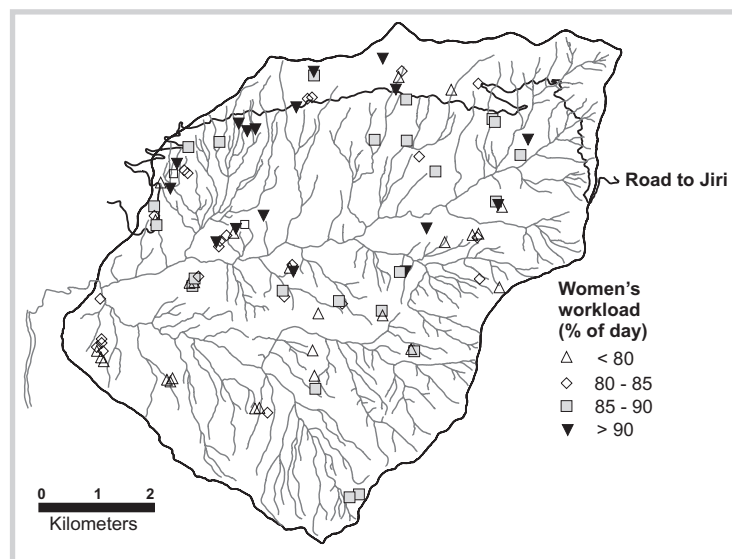 Road to Jiri
Women's
workload
(% of day)
< 80
80 - 85
85 - 90
> 90
0 1 2
Kilometers